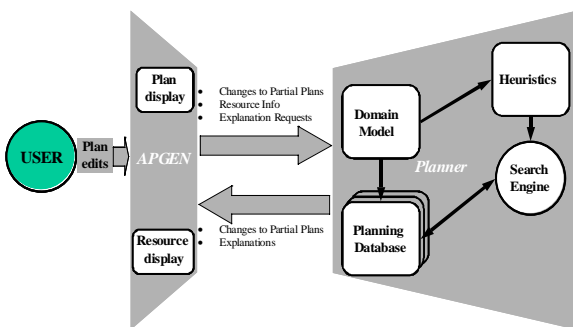 Plan
display
• Changes to Partial Plans
• Resource Info
• Explanation Requests
Heuristics
Domain
Model
USER
Plan
edits
APGEN
Planner
Search
Engine
• Changes to Partial Plans
• Explanations
Resource
display
Planning
Database